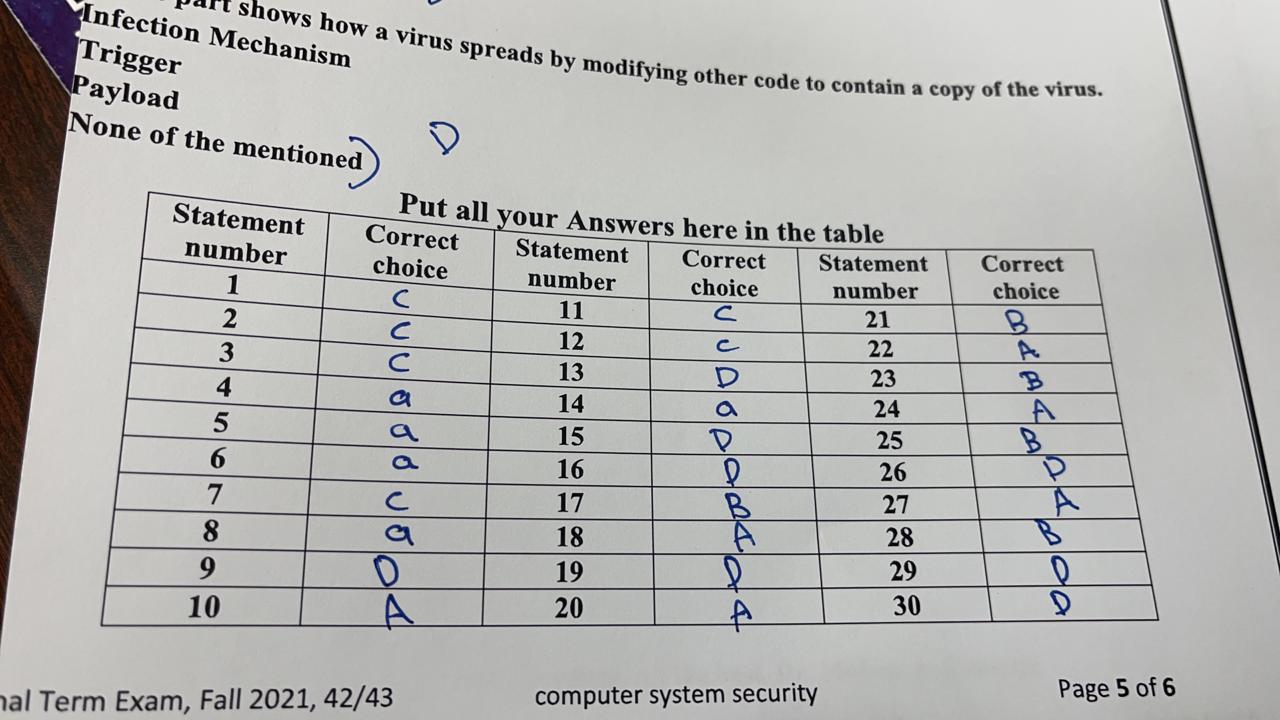 part shows how a virus spreads by modifying other code to contain a copy of the virus.
Infection Mechanism
Trigger
Payload
None of the mentioned) D
Put all your Answers here in the table
Statement number Correct choice Statement number Correct choice Statement number Correct choice
1 C 11 C 21 B
2 C 12 C 22 A
3 C 13 D 23 B
4 a 14 a 24 A
5 a 15 D 25 B
6 a 16 D 26 D
7 C 17 B 27 A
8 a 18 A 28 B
9 D 19 D 29 D
10 A 20 A 30 D
nal Term Exam, Fall 2021, 42/43 computer system security Page 5 of 6